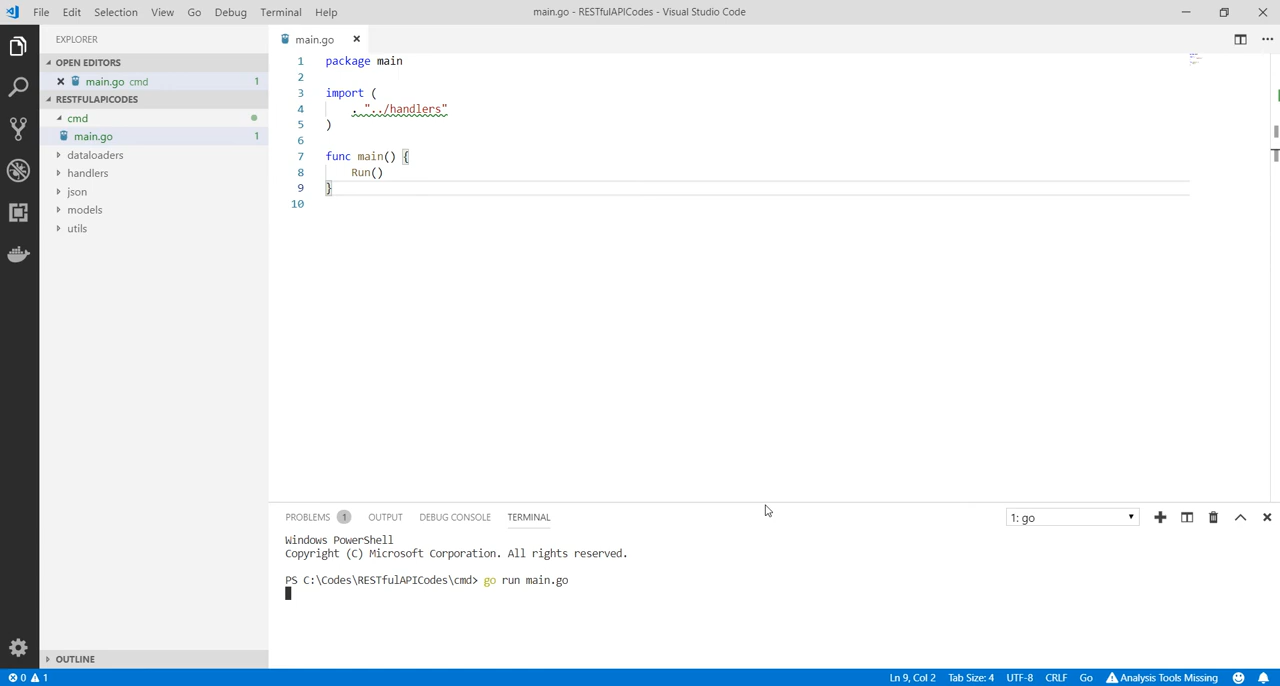 File Edit Selection View Go Debug Terminal Help
main.go - RESTfulAPICodes - Visual Studio Code
EXPLORER
OPEN EDITORS
main.go cmd 1
RESTFULAPICODES
cmd
main.go 1
dataloaders
handlers
json
models
utils
OUTLINE
main.go
1 package main
2
3 import (
4 . "../handlers"
5 )
6
7 func main() {
8 Run()
9 }
10
PROBLEMS 1 OUTPUT DEBUG CONSOLE TERMINAL 1: go
Windows PowerShell
Copyright (C) Microsoft Corporation. All rights reserved.
PS C:\Codes\RESTfulAPICodes\cmd> go run main.go
0 1 Ln 9, Col 2 Tab Size: 4 UTF-8 CRLF Go Analysis Tools Missing